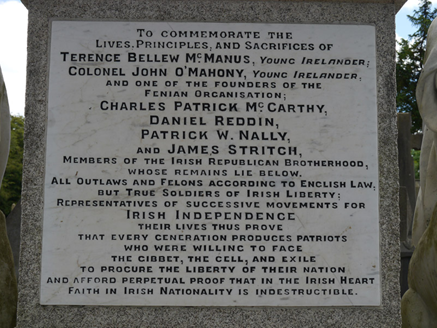 TO COMMEMORATE THE
LIVES, PRINCIPLES, AND SACRIFICES OF
TERENCE BELLEW McMANUS, YOUNG IRELANDER;
COLONEL JOHN O'MAHONY, YOUNG IRELANDER,
AND ONE OF THE FOUNDERS OF THE
FENIAN ORGANISATION;
CHARLES PATRICK McCARTHY,
DANIEL REDDIN,
PATRICK W. NALLY,
AND JAMES STRITCH,
MEMBERS OF THE IRISH REPUBLICAN BROTHERHOOD,
WHOSE REMAINS LIE BELOW.
ALL OUTLAWS AND FELONS ACCORDING TO ENGLISH LAW,
BUT TRUE SOLDIERS OF IRISH LIBERTY;
REPRESENTATIVES OF SUCCESSIVE MOVEMENTS FOR
IRISH INDEPENDENCE
THEIR LIVES THUS PROVE
THAT EVERY GENERATION PRODUCES PATRIOTS
WHO WERE WILLING TO FACE
THE GIBBET, THE CELL, AND EXILE
TO PROCURE THE LIBERTY OF THEIR NATION
AND AFFORD PERPETUAL PROOF THAT IN THE IRISH HEART
FAITH IN IRISH NATIONALITY IS INDESTRUCTIBLE.